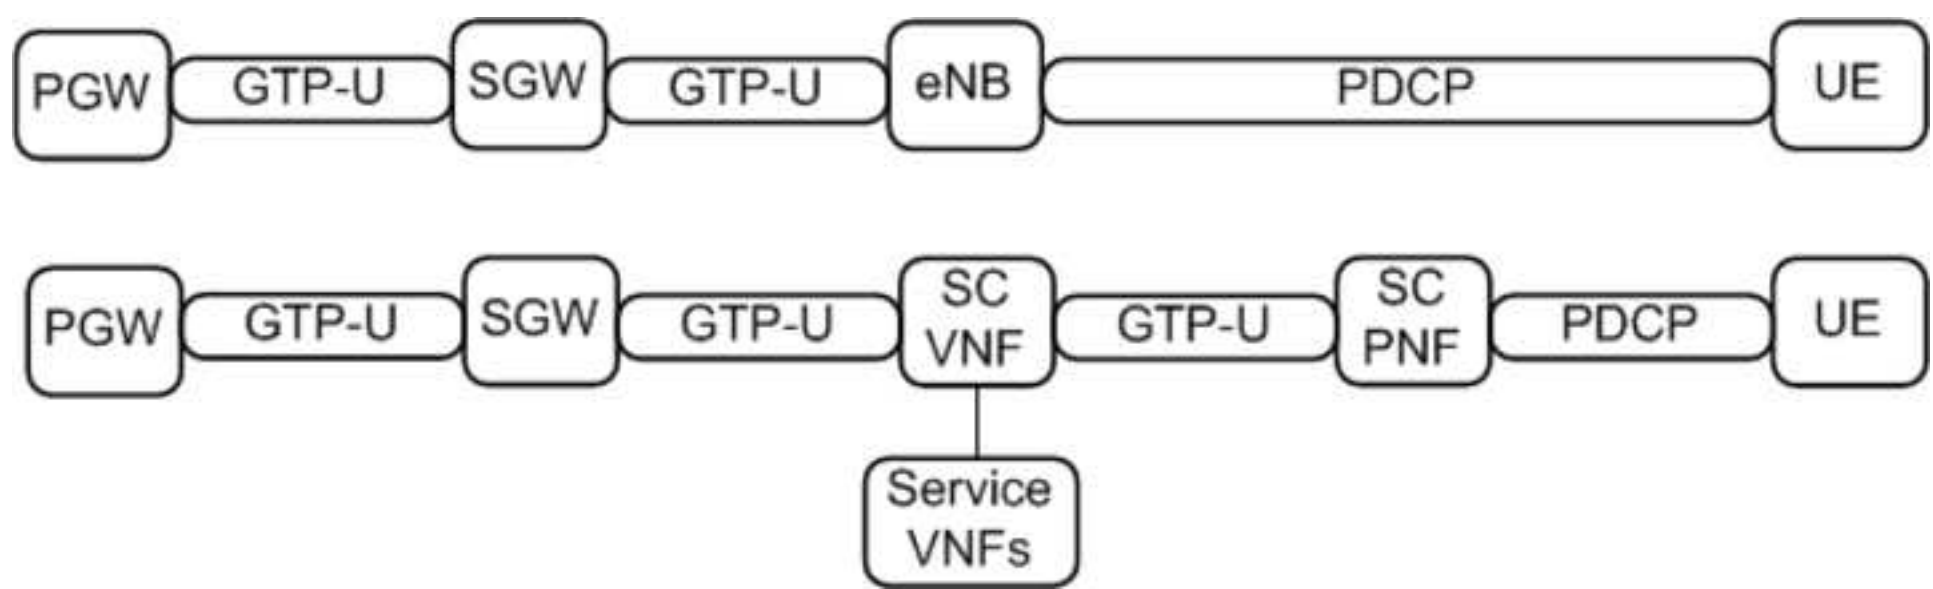 PGW GTP-U SGW GTP-U eNB PDCP UE
PGW GTP-U SGW GTP-U SC VNF GTP-U SC PNF PDCP UE
Service
VNFs